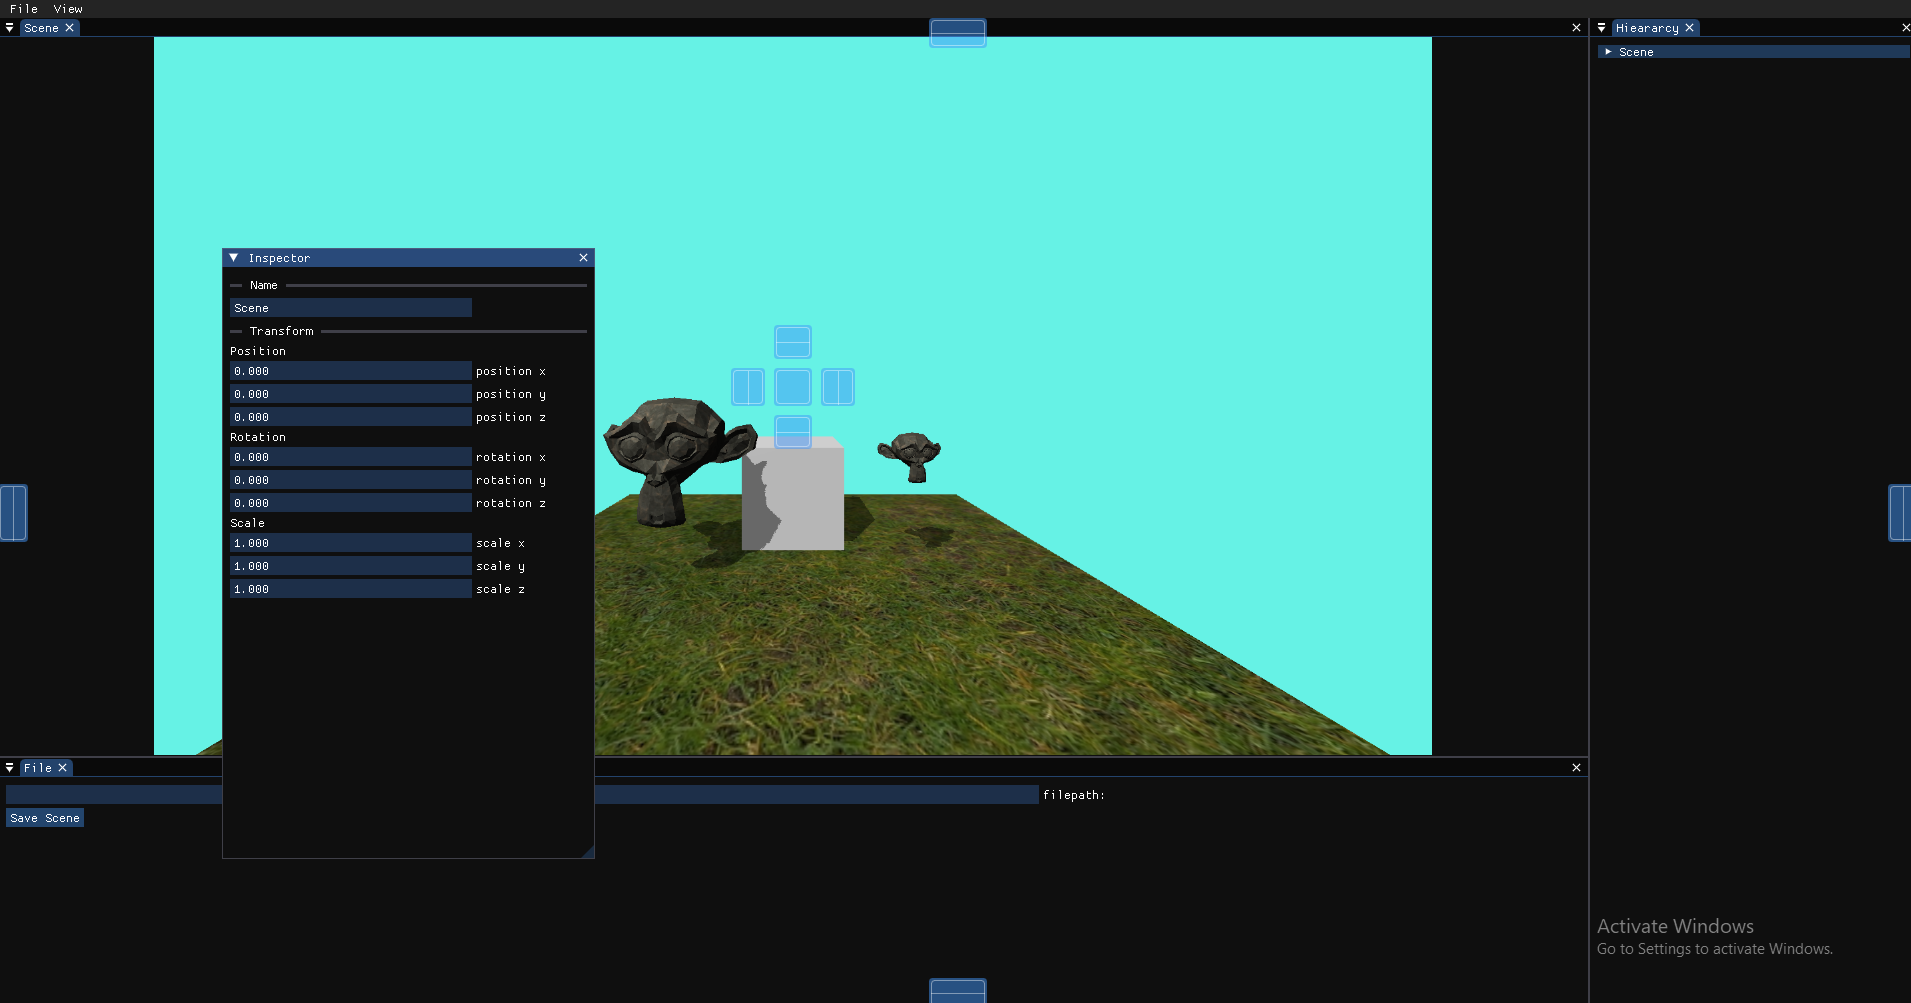 File View
Scene
Hieararcy
Scene
Inspector
Name
Scene
Transform
Position
0.000 position x
0.000 position y
0.000 position z
Rotation
0.000 rotation x
0.000 rotation y
0.000 rotation z
Scale
1.000 scale x
1.000 scale y
1.000 scale z
File
filepath:
Save Scene
Activate Windows
Go to Settings to activate Windows.